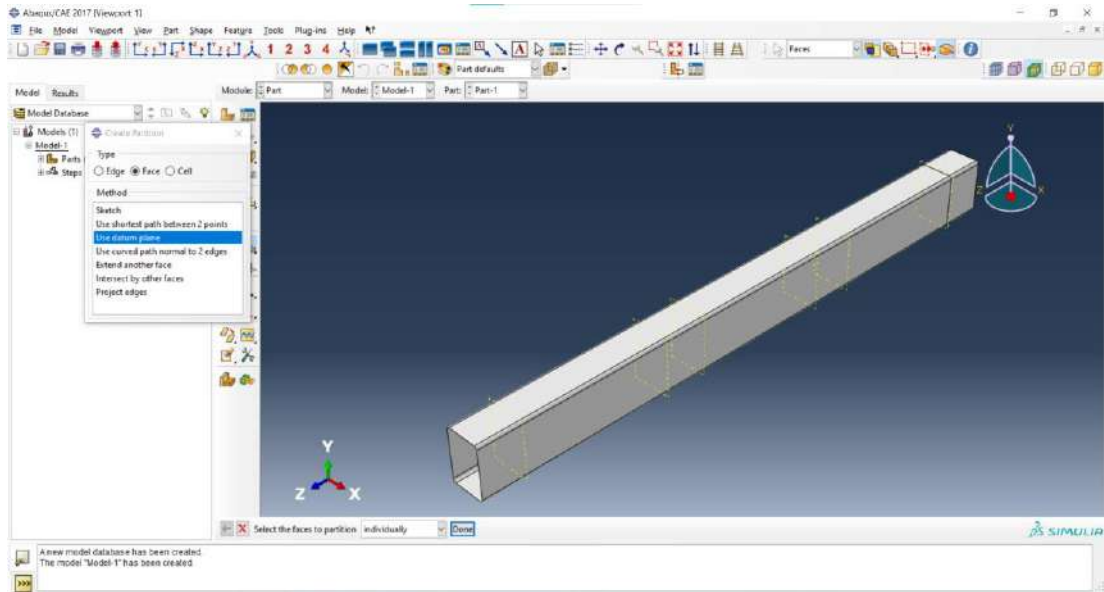 Abaqus/CAE 2017 [Viewport: 1]
File Model Viewport View Part Shape Feature Tools Plug-ins Help
1 2 3 4 A Faces
Part defaults
Model Results Module: Part Model: Model-1 Part: Part-1
Model Database
Models (1)
Model-1
Parts
Steps
Create Partition
Type
Edge Face Cell
Method
Sketch
Use shortest path between 2 points
Use datum plane
Use curved path normal to 2 edges
Extend another face
Intersect by other faces
Project edges
Y
Z X
Y
Z X
Select the faces to partition individually Done
SIMULIA
A new model database has been created.
The model "Model-1" has been created.
>>>